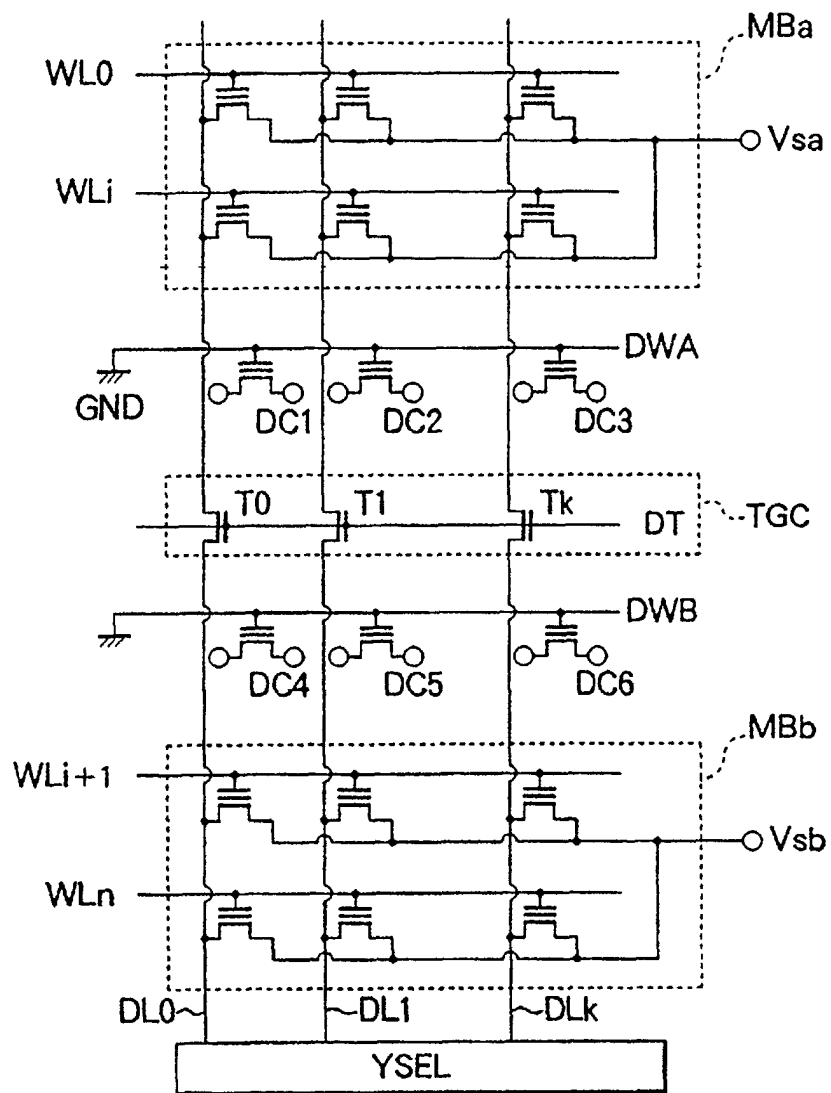 MBa
WL0
Vsa
WLi
DWA
GND
DC1 DC2 DC3
T0 T1 Tk
DT
TGC
DWB
DC4 DC5 DC6
MBb
WLi+1
Vsb
WLn
DL0 DL1 DLk
YSEL